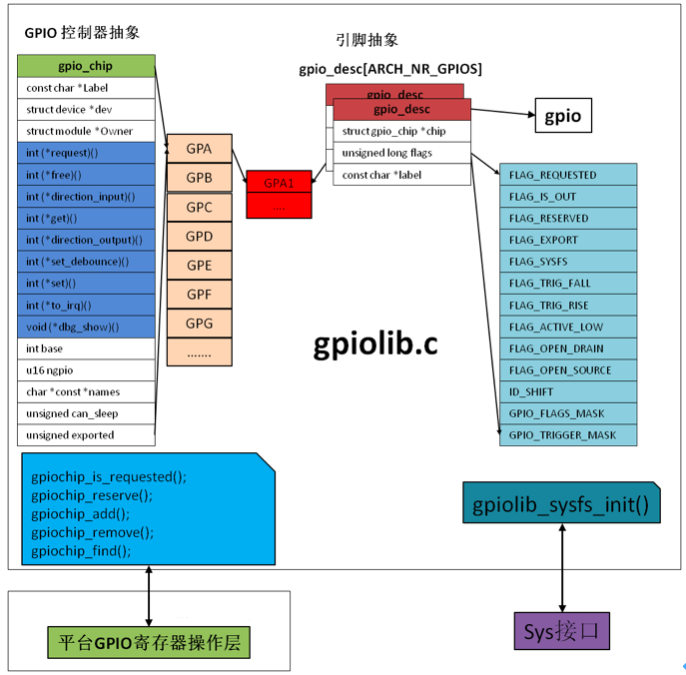 GPIO 控制器抽象
引脚抽象
gpio_chip
const char *Label
struct device *dev
struct module *Owner
int (*request)()
int (*free)()
int (*direction_input)()
int (*get)()
int (*direction_output)()
int (*set_debounce)()
int (*set)()
int (*to_irq)()
void (*dbg_show)()
int base
u16 ngpio
char *const *names
unsigned can_sleep
unsigned exported
GPA
GPB
GPC
GPD
GPE
GPF
GPG
.......
GPA1
....
gpio_desc[ARCH_NR_GPIOS]
gpio_desc
gpio_desc
struct gpio_chip *chip
unsigned long flags
const char *label
gpio
FLAG_REQUESTED
FLAG_IS_OUT
FLAG_RESERVED
FLAG_EXPORT
FLAG_SYSFS
FLAG_TRIG_FALL
FLAG_TRIG_RISE
FLAG_ACTIVE_LOW
FLAG_OPEN_DRAIN
FLAG_OPEN_SOURCE
ID_SHIFT
GPIO_FLAGS_MASK
GPIO_TRIGGER_MASK
gpiolib.c
gpiochip_is_requested();
gpiochip_reserve();
gpiochip_add();
gpiochip_remove();
gpiochip_find();
gpiolib_sysfs_init()
平台GPIO寄存器操作层
Sys接口